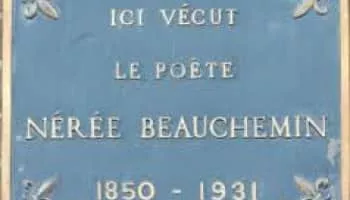 ICI VÉCUT
LE POÈTE
NÉRÉE BEAUCHEMIN
1850 - 1931